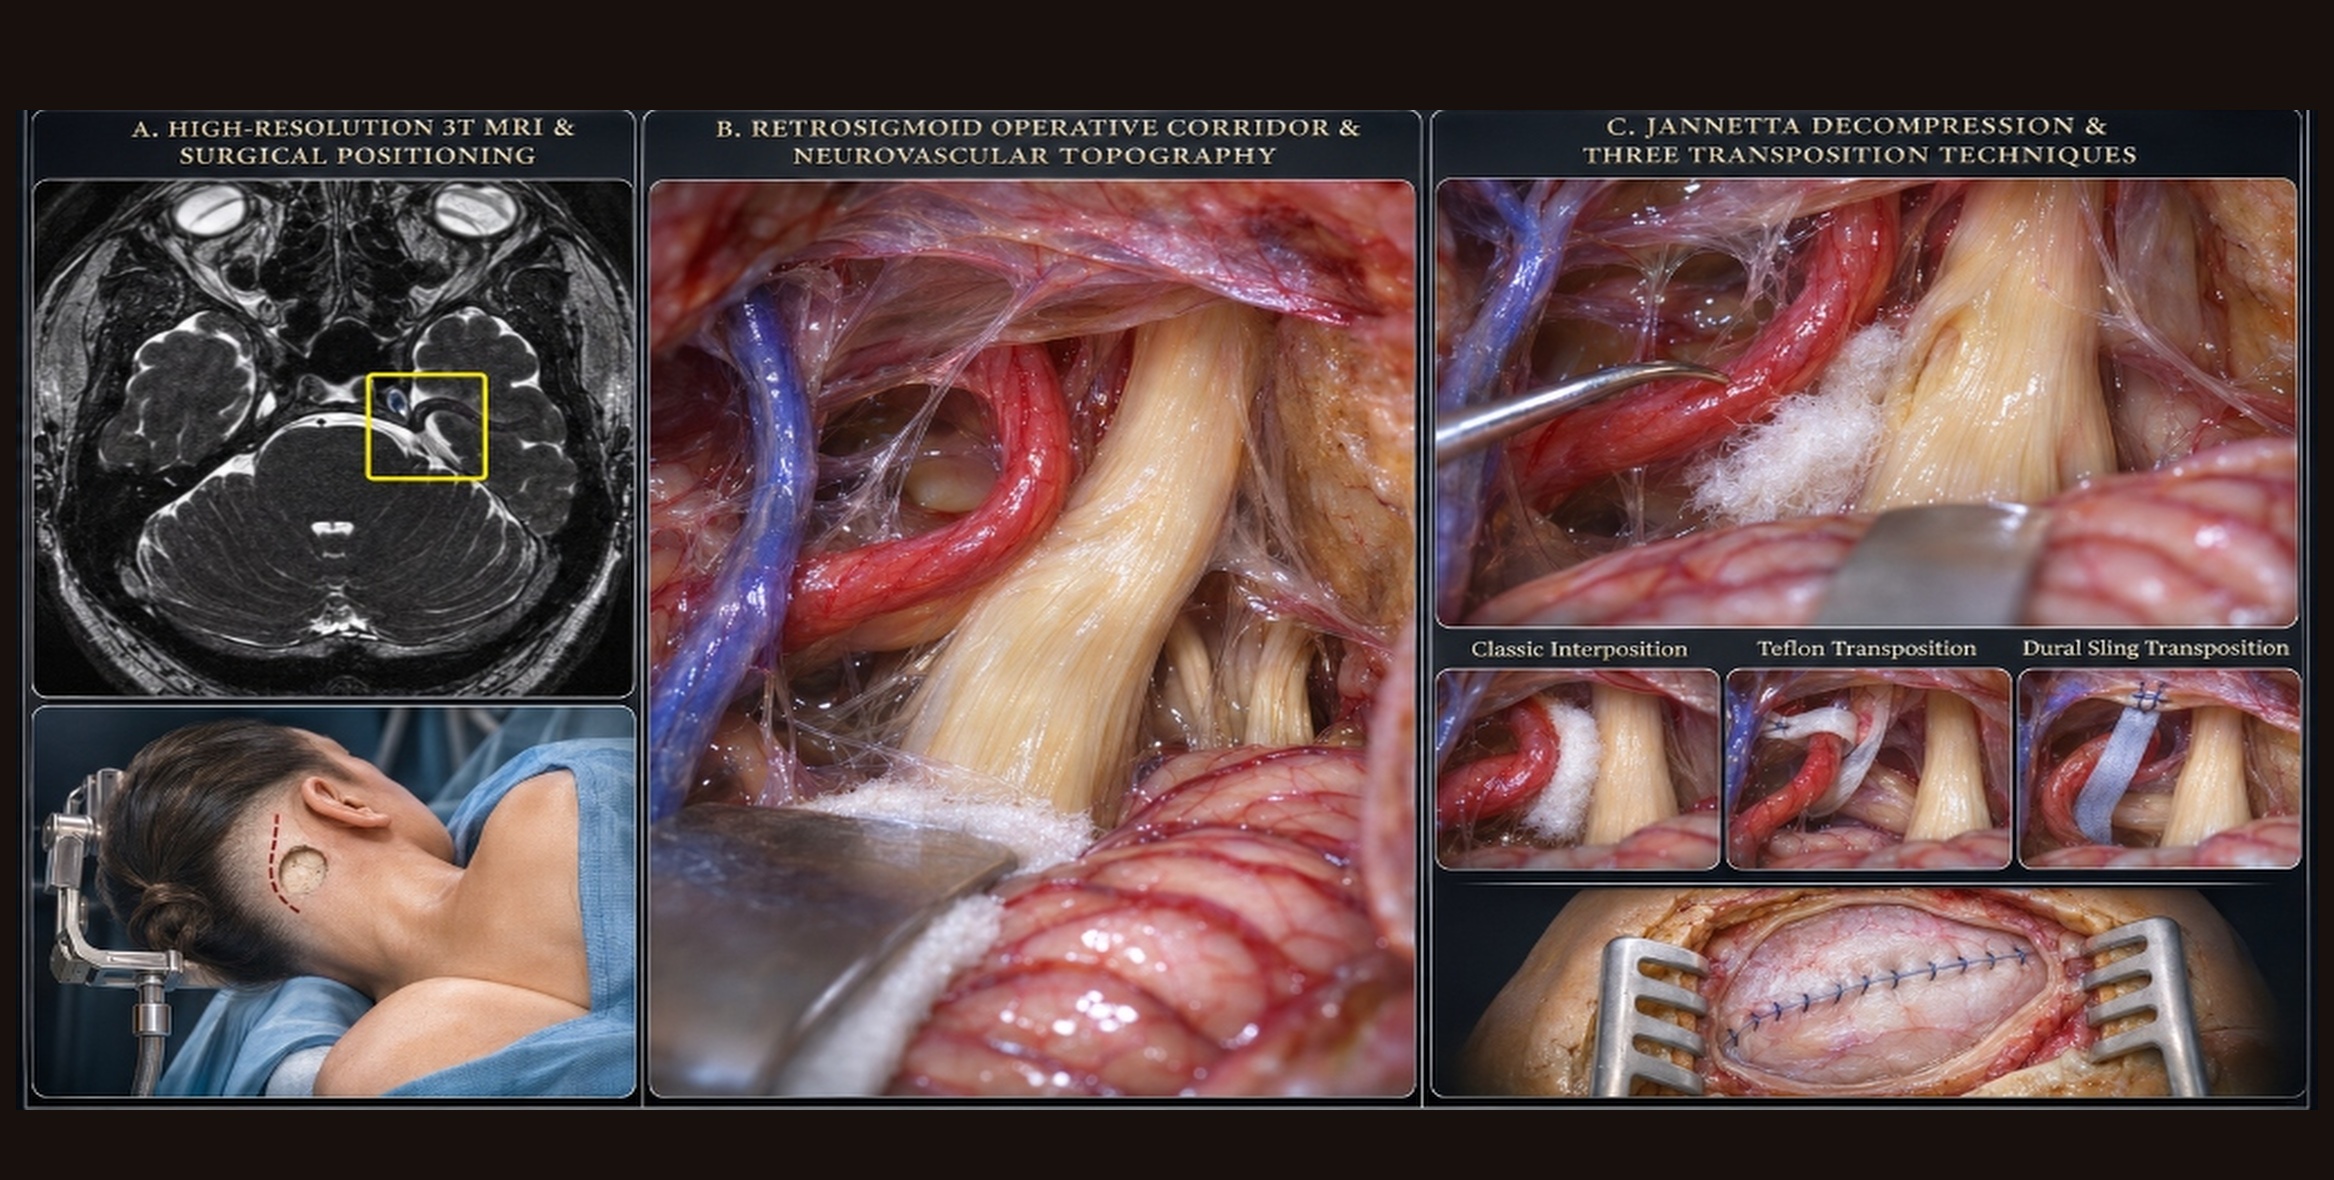 A. HIGH-RESOLUTION 3T MRI &
SURGICAL POSITIONING
B. RETROSIGMOID OPERATIVE CORRIDOR &
NEUROVASCULAR TOPOGRAPHY
C. JANNETTA DECOMPRESSION &
THREE TRANSPOSITION TECHNIQUES
Classic Interposition
Teflon Transposition
Dural Sling Transposition